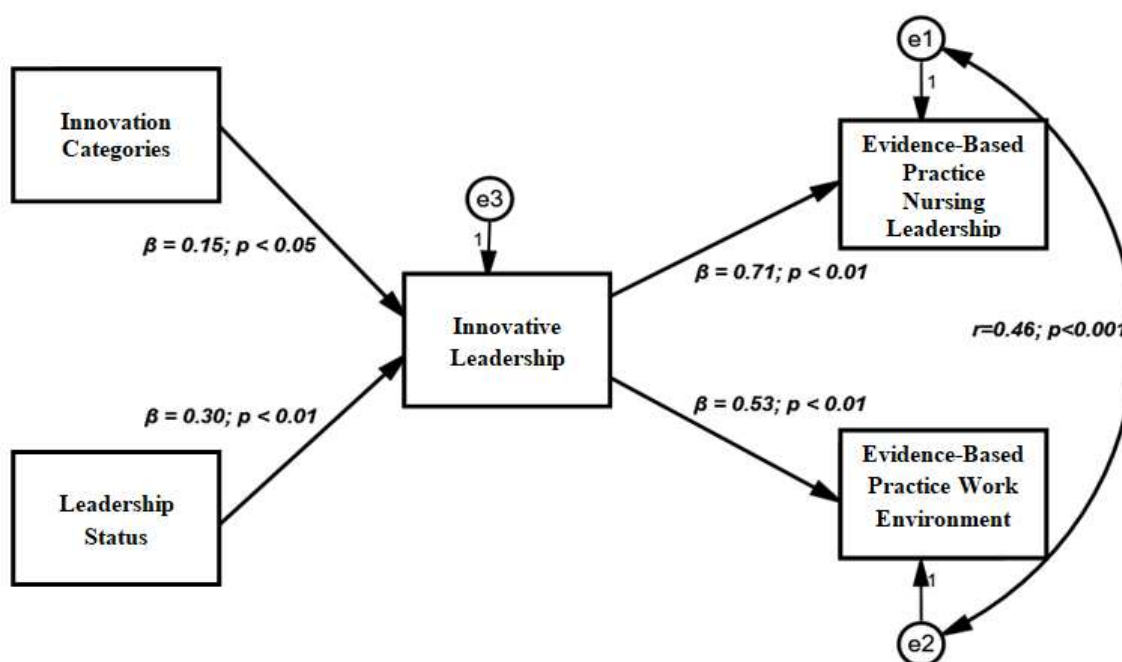 e1
1
Innovation
Categories
Evidence-Based
Practice
Nursing
Leadership
e3
1
β = 0.15; p < 0.05
β = 0.71; p < 0.01
Innovative
Leadership
r=0.46; p<0.001
β = 0.30; p < 0.01
β = 0.53; p < 0.01
Leadership
Status
Evidence-Based
Practice Work
Environment
1
e2